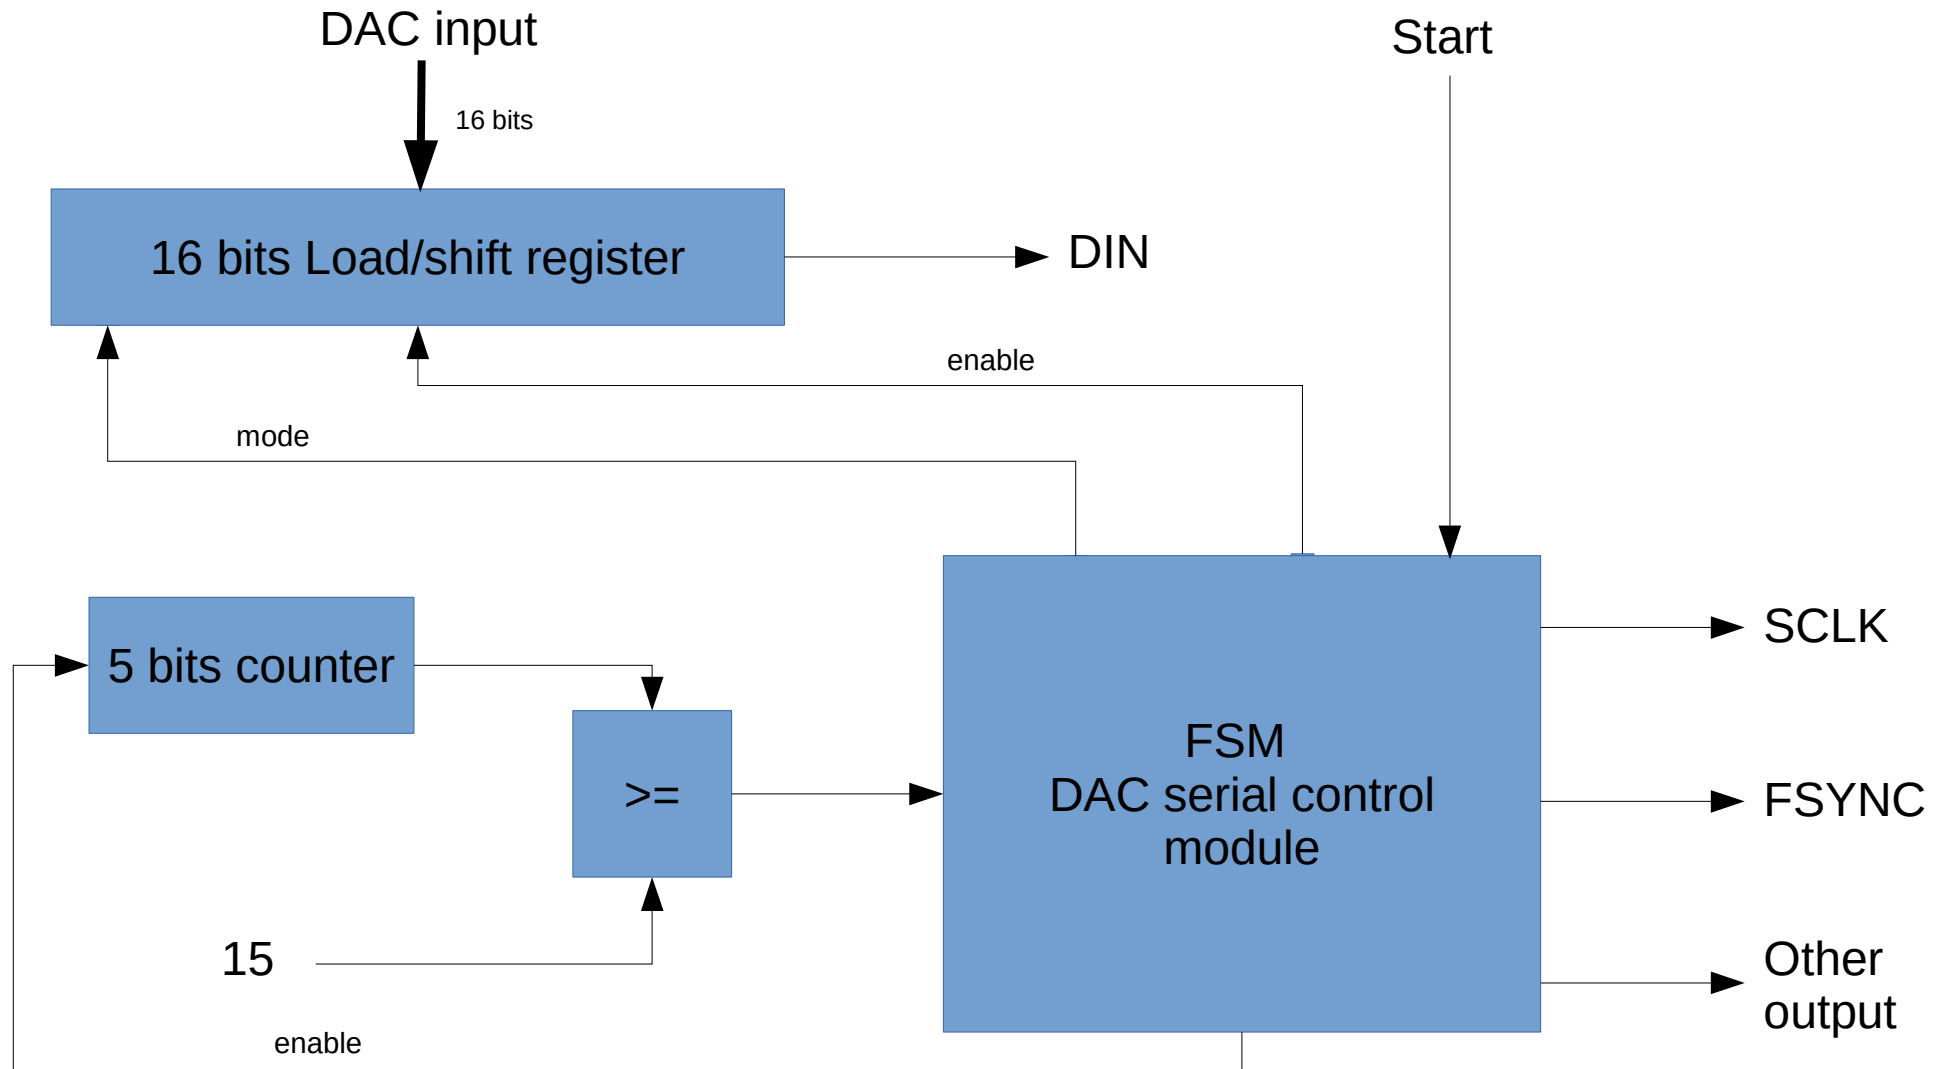 DAC input
Start
16 bits
16 bits Load/shift register
DIN
enable
mode
5 bits counter
SCLK
>=
FSM
DAC serial control
module
FSYNC
15
Other
output
enable